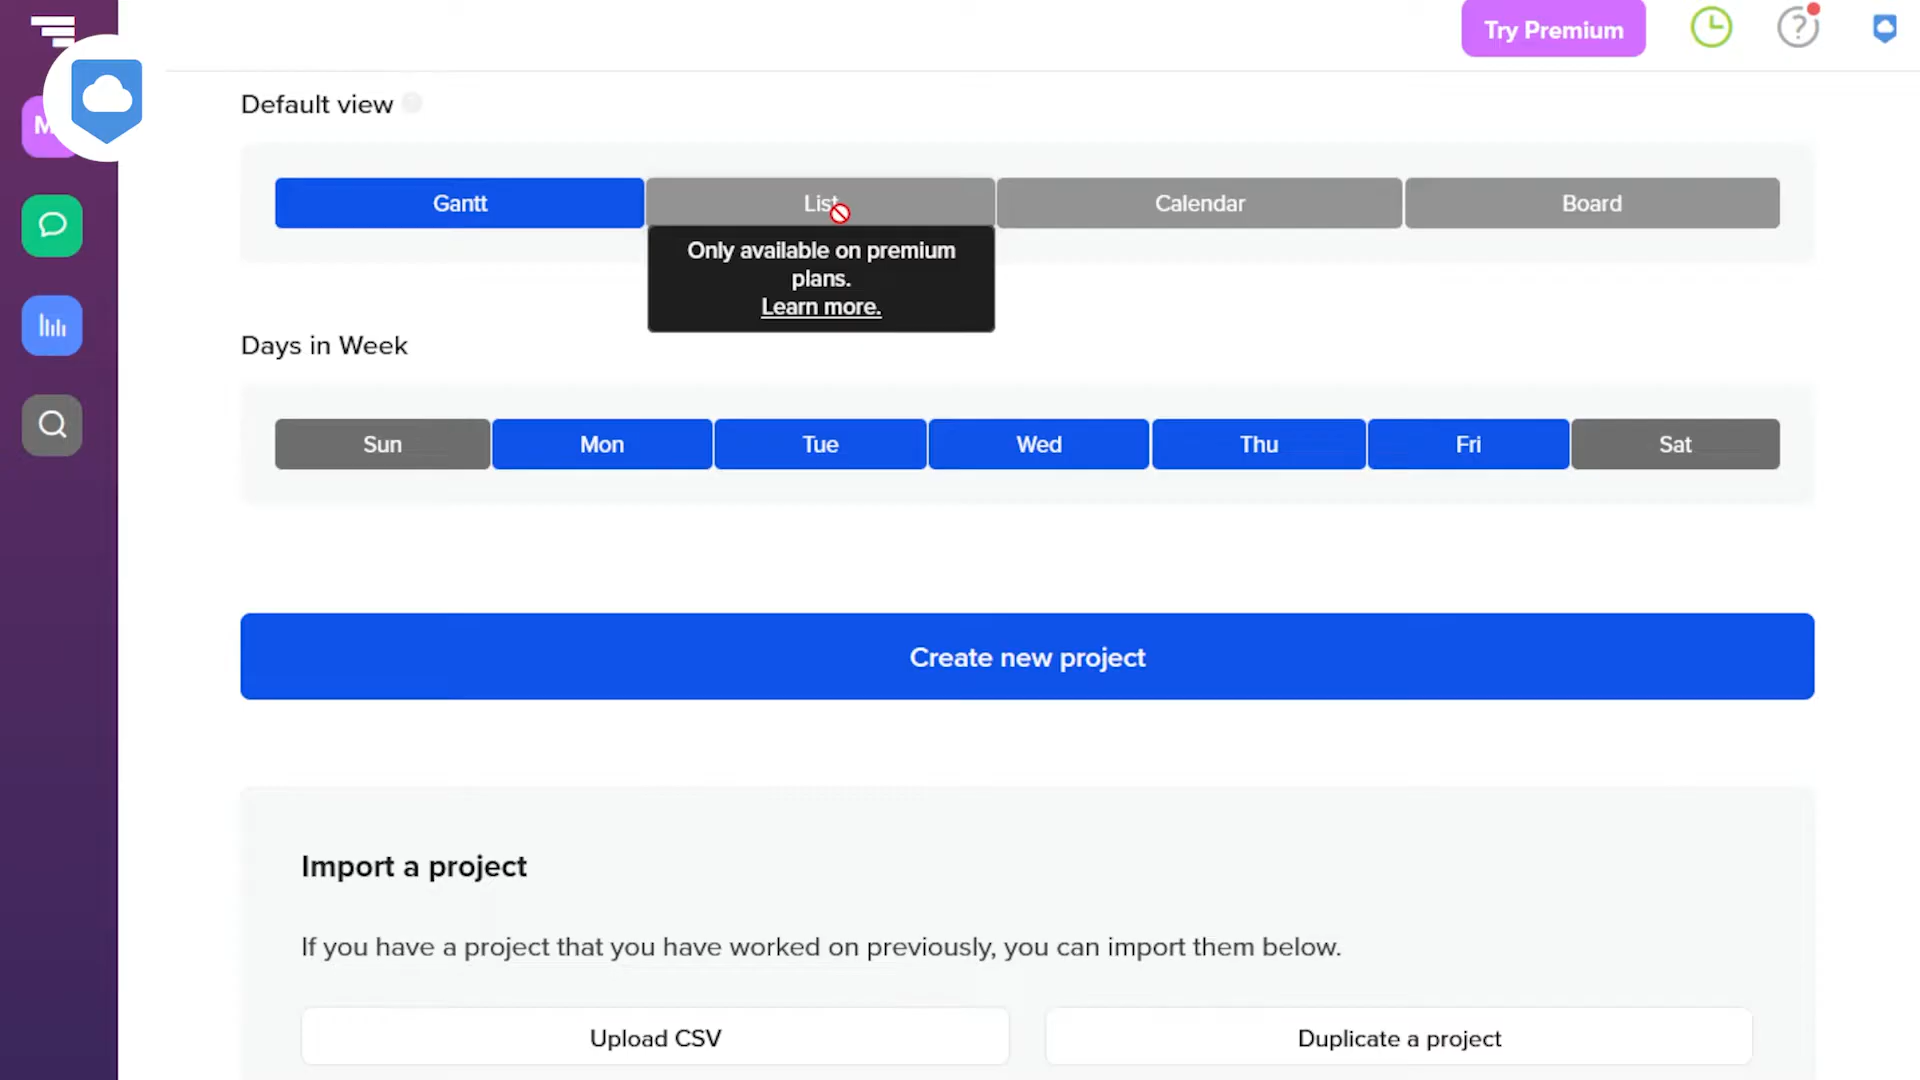 Try Premium
M
Default view
Gantt
List
Calendar
Board
Only available on premium
plans.
Learn more.
Days in Week
Sun
Mon
Tue
Wed
Thu
Fri
Sat
Create new project
Import a project
If you have a project that you have worked on previously, you can import them below.
Upload CSV
Duplicate a project